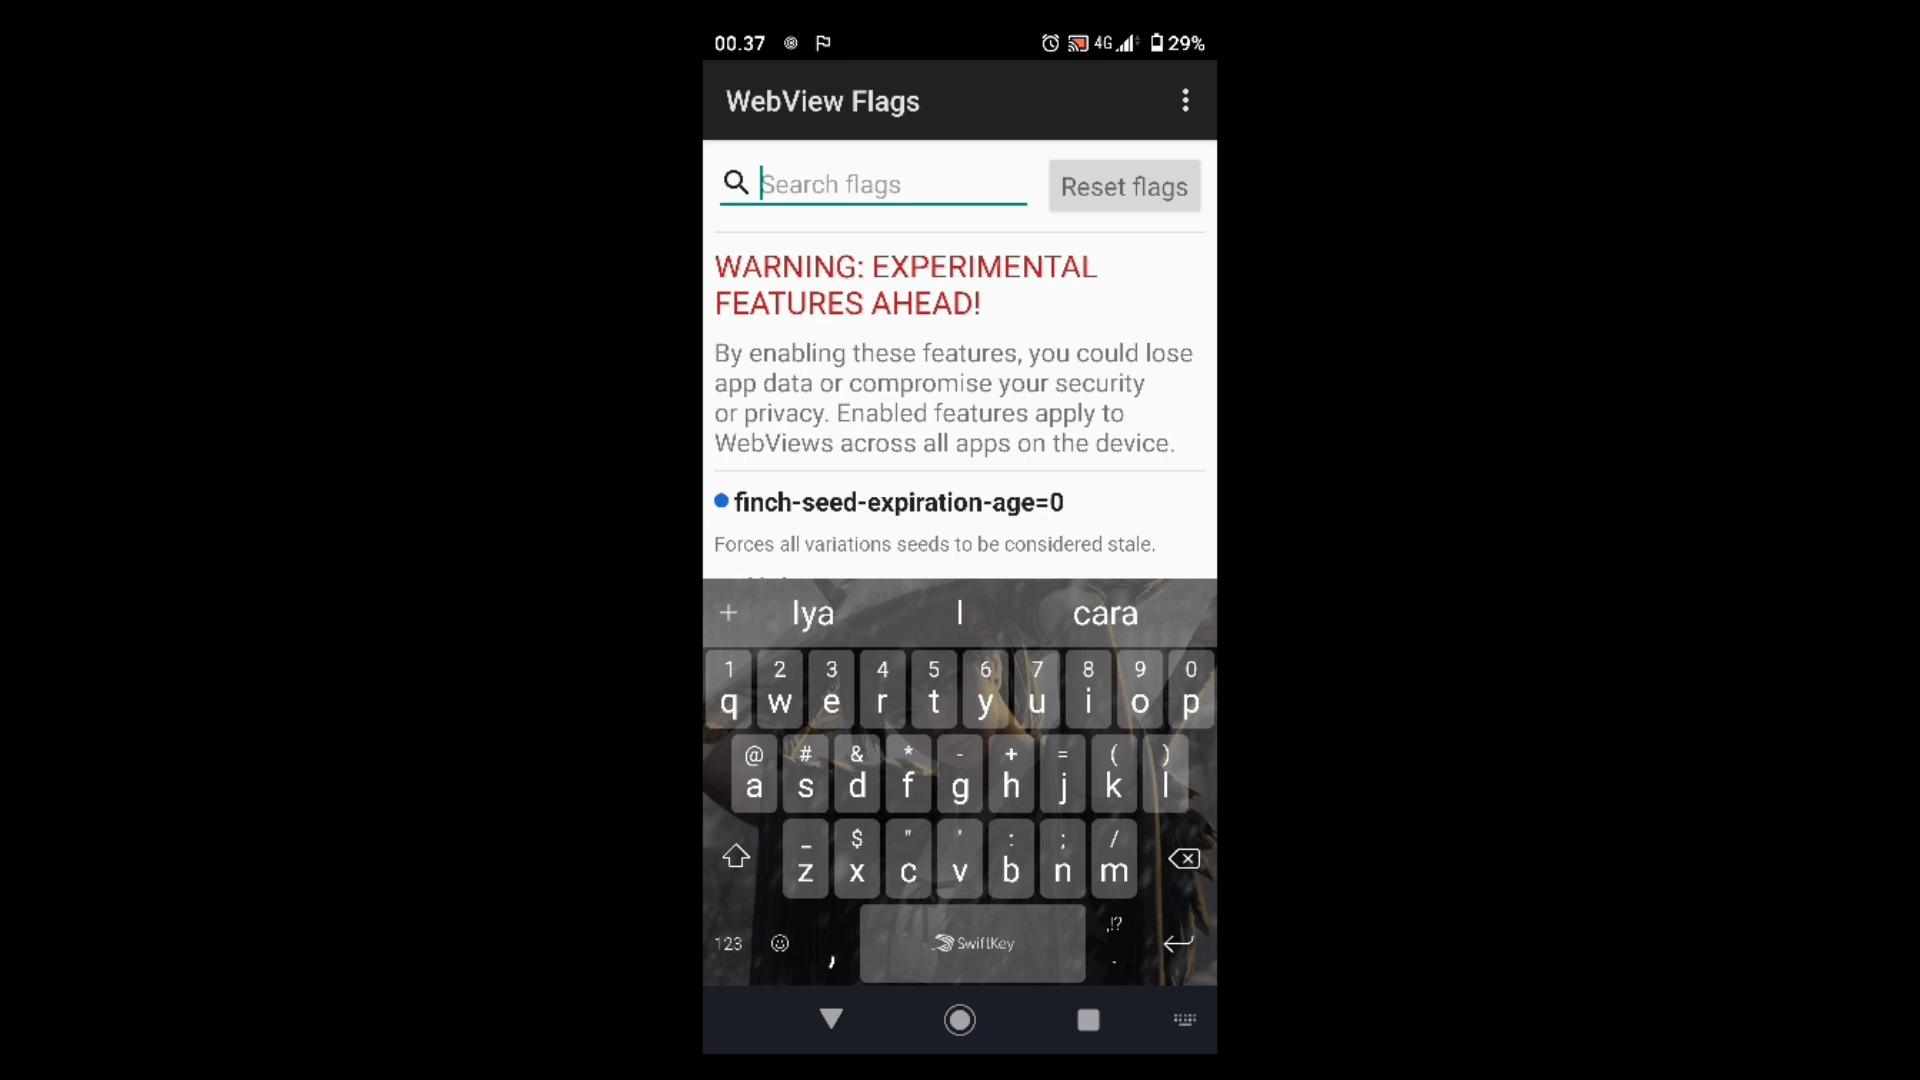 00.37 4G 29%
WebView Flags
Search flags Reset flags
WARNING: EXPERIMENTAL
FEATURES AHEAD!
By enabling these features, you could lose
app data or compromise your security
or privacy. Enabled features apply to
WebViews across all apps on the device.
finch-seed-expiration-age=0
Forces all variations seeds to be considered stale.
+ Iya I cara
1 2 3 4 5 6 7 8 9 0
q w e r t y u i o p
@ # & * - + = ( )
a s d f g h j k l
_ $ " ' : ; /
z x c v b n m
,!?
123 , SwiftKey .